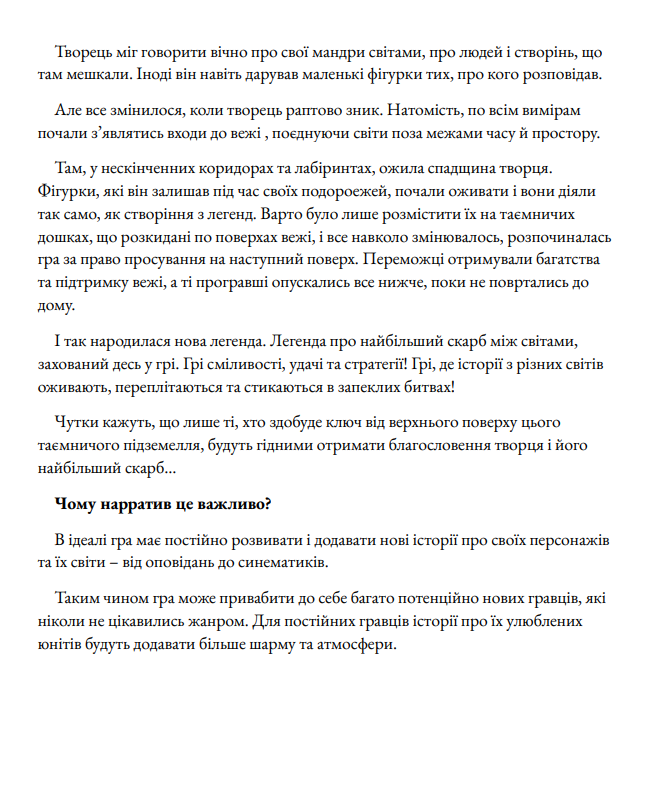 Творець міг говорити вічно про свої мандри світами, про людей і створінь, що
там мешкали. Іноді він навіть дарував маленькі фігурки тих, про кого розповідав.
Але все змінилося, коли творець раптово зник. Натомість, по всім вимірам
почали з’являтись входи до вежі , поєднуючи світи поза межами часу й простору.
Там, у нескінченних коридорах та лабіринтах, ожила спадщина творця.
Фігурки, які він залишав під час своїх подороежей, почали оживати і вони діяли
так само, як створіння з легенд. Варто було лише розмістити їх на таємничих
дошках, що розкидані по поверхах вежі, і все навколо змінювалось, розпочиналась
гра за право просування на наступний поверх. Переможці отримували багатства
та підтримку вежі, а ті програвші опускались все нижче, поки не повртались до
дому.
І так народилася нова легенда. Легенда про найбільший скарб між світами,
захований десь у грі. Грі сміливості, удачі та стратегії! Грі, де історії з різних світів
оживають, переплітаються та стикаються в запеклих битвах!
Чутки кажуть, що лише ті, хто здобуде ключ від верхнього поверху цього
таємничого підземелля, будуть гідними отримати благословення творця і його
найбільший скарб...
Чому нарратив це важливо?
В ідеалі гра має постійно розвивати і додавати нові історії про своїх персонажів
та їх світи – від оповідань до синематиків.
Таким чином гра може привабити до себе багато потенційно нових гравців, які
ніколи не цікавились жанром. Для постійних гравців історії про їх улюблених
юнітів будуть додавати більше шарму та атмосфери.